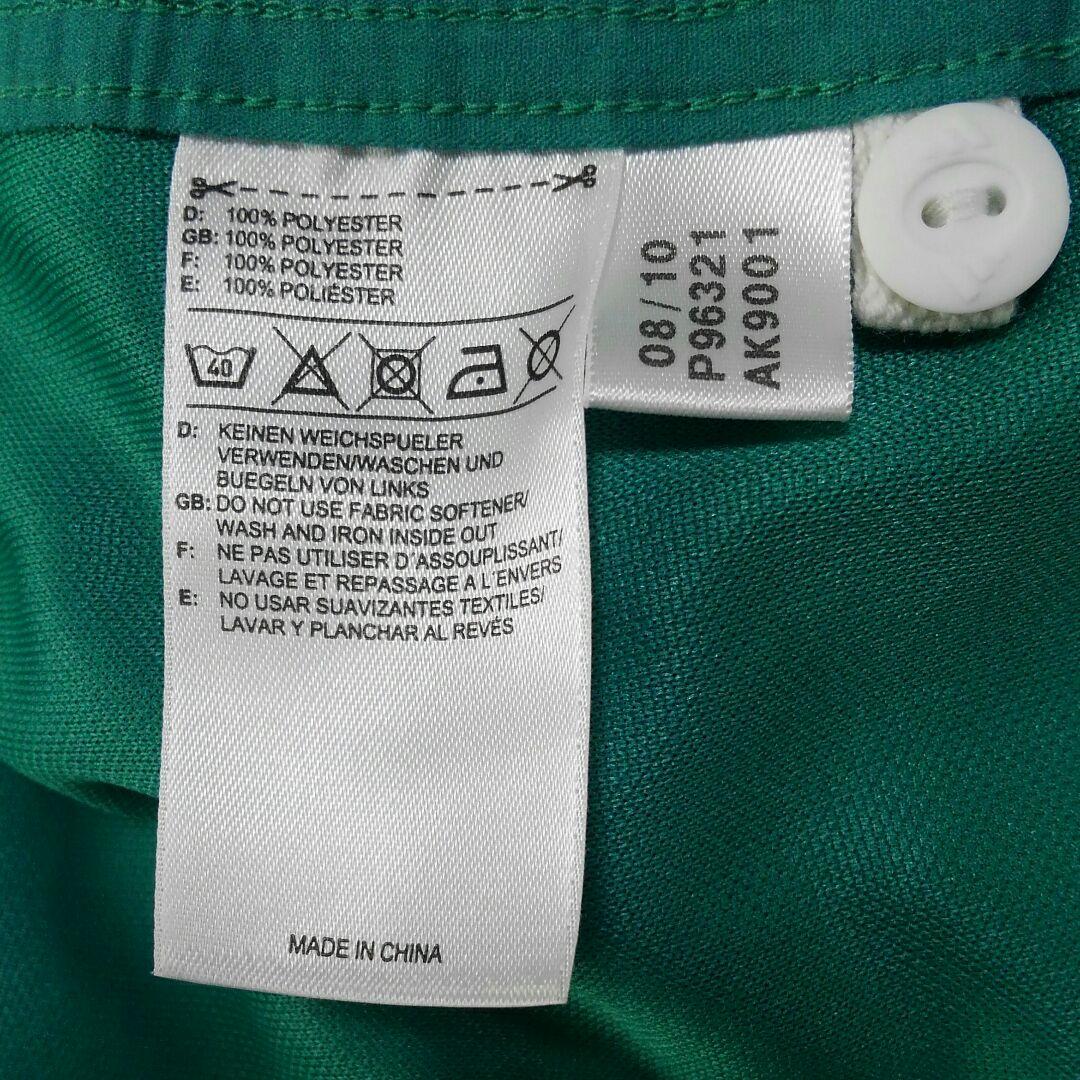 D: 100% POLYESTER
GB: 100% POLYESTER
F: 100% POLYESTER
E: 100% POLIÉSTER
40
D: KEINEN WEICHSPUELER
VERWENDEN/WASCHEN UND
BUEGELN VON LINKS
GB: DO NOT USE FABRIC SOFTENER/
WASH AND IRON INSIDE OUT
F: NE PAS UTILISER D´ASSOUPLISSANT/
LAVAGE ET REPASSAGE A L´ENVERS
E: NO USAR SUAVIZANTES TEXTILES/
LAVAR Y PLANCHAR AL REVÉS
MADE IN CHINA
08/10
P96321
AK9001